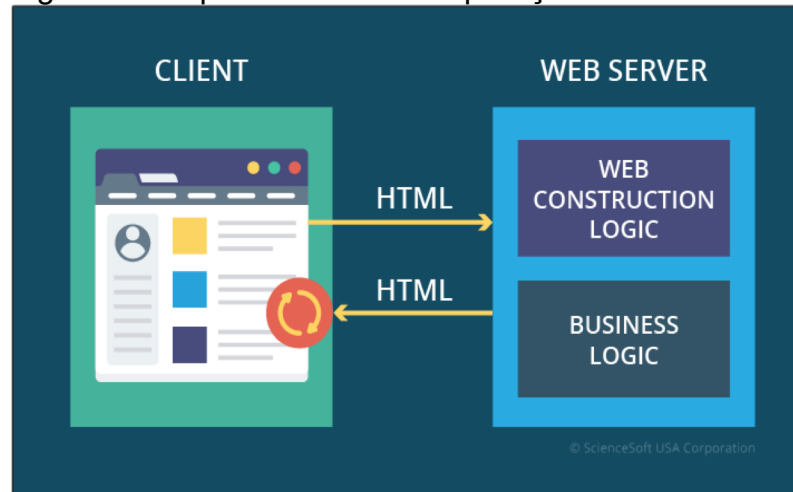 CLIENT
WEB SERVER
HTML
HTML
WEB
CONSTRUCTION
LOGIC
BUSINESS
LOGIC
© ScienceSoft USA Corporation